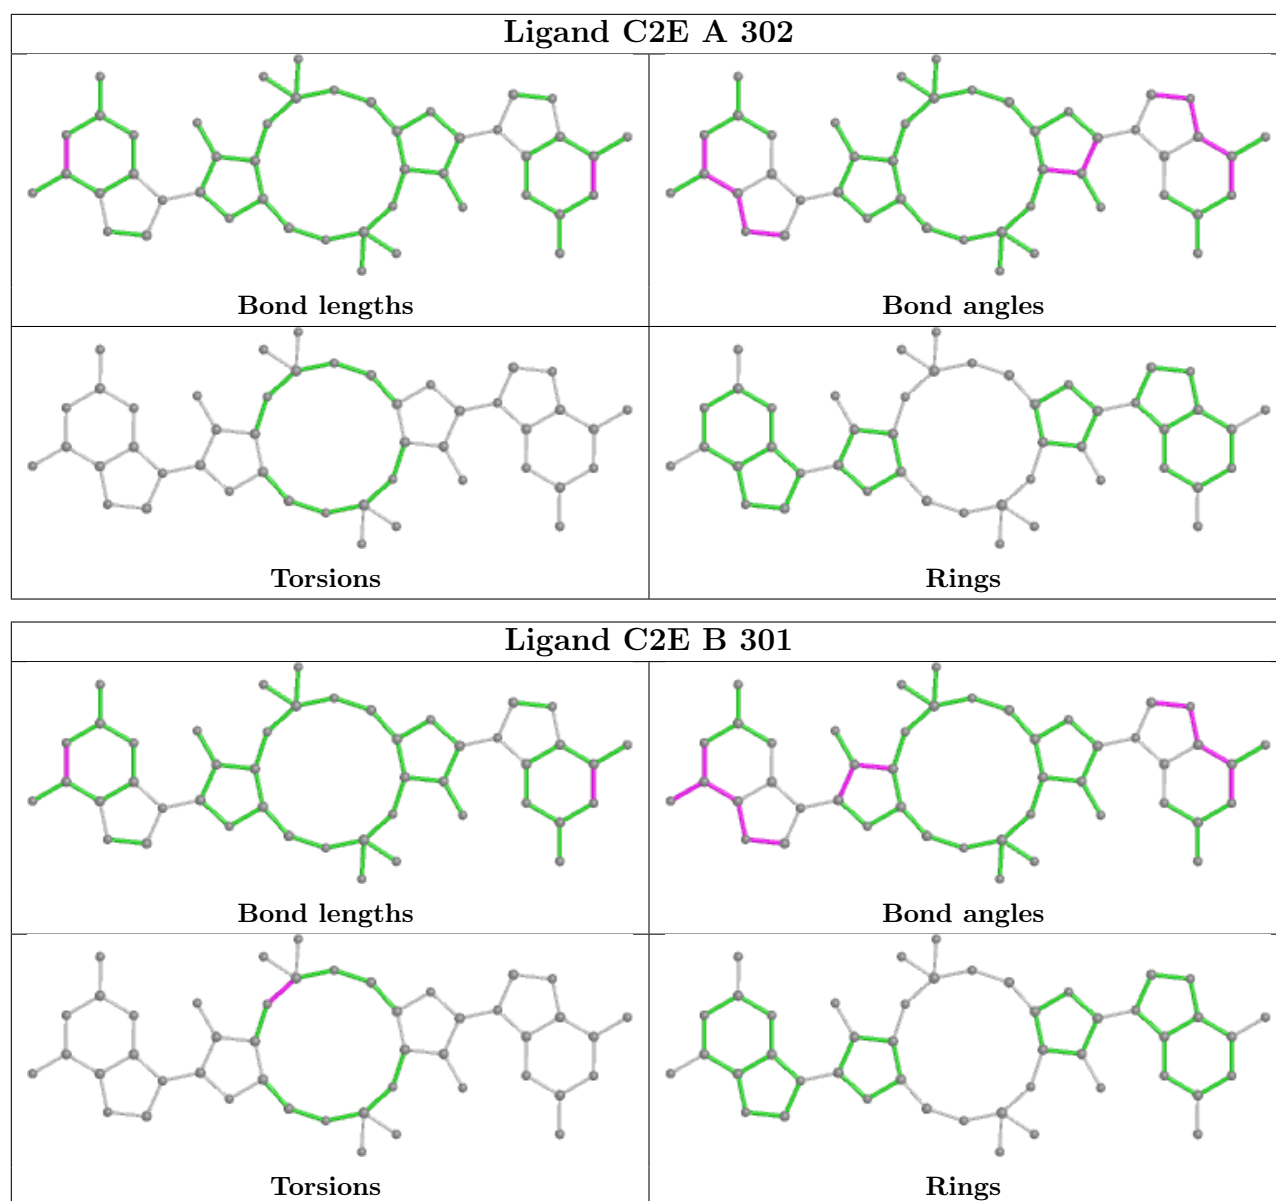 Ligand C2E A 302
Bond lengths
Bond angles
Torsions
Rings
Ligand C2E B 301
Bond lengths
Bond angles
Torsions
Rings